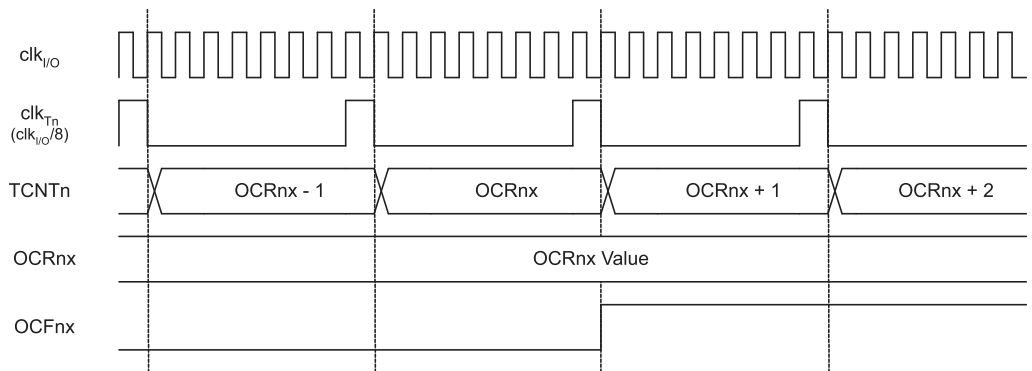 clkI/O
clkTn
(clkI/O/8)
TCNTn OCRnx - 1 OCRnx OCRnx + 1 OCRnx + 2
OCRnx OCRnx Value
OCFnx